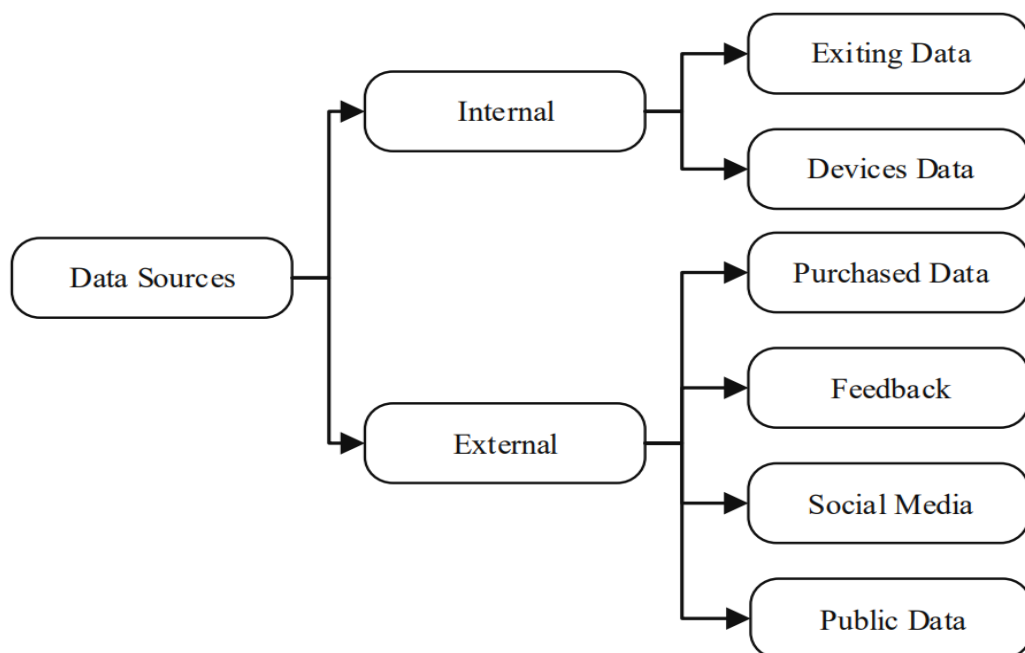 Data Sources
Internal
Exiting Data
Devices Data
External
Purchased Data
Feedback
Social Media
Public Data